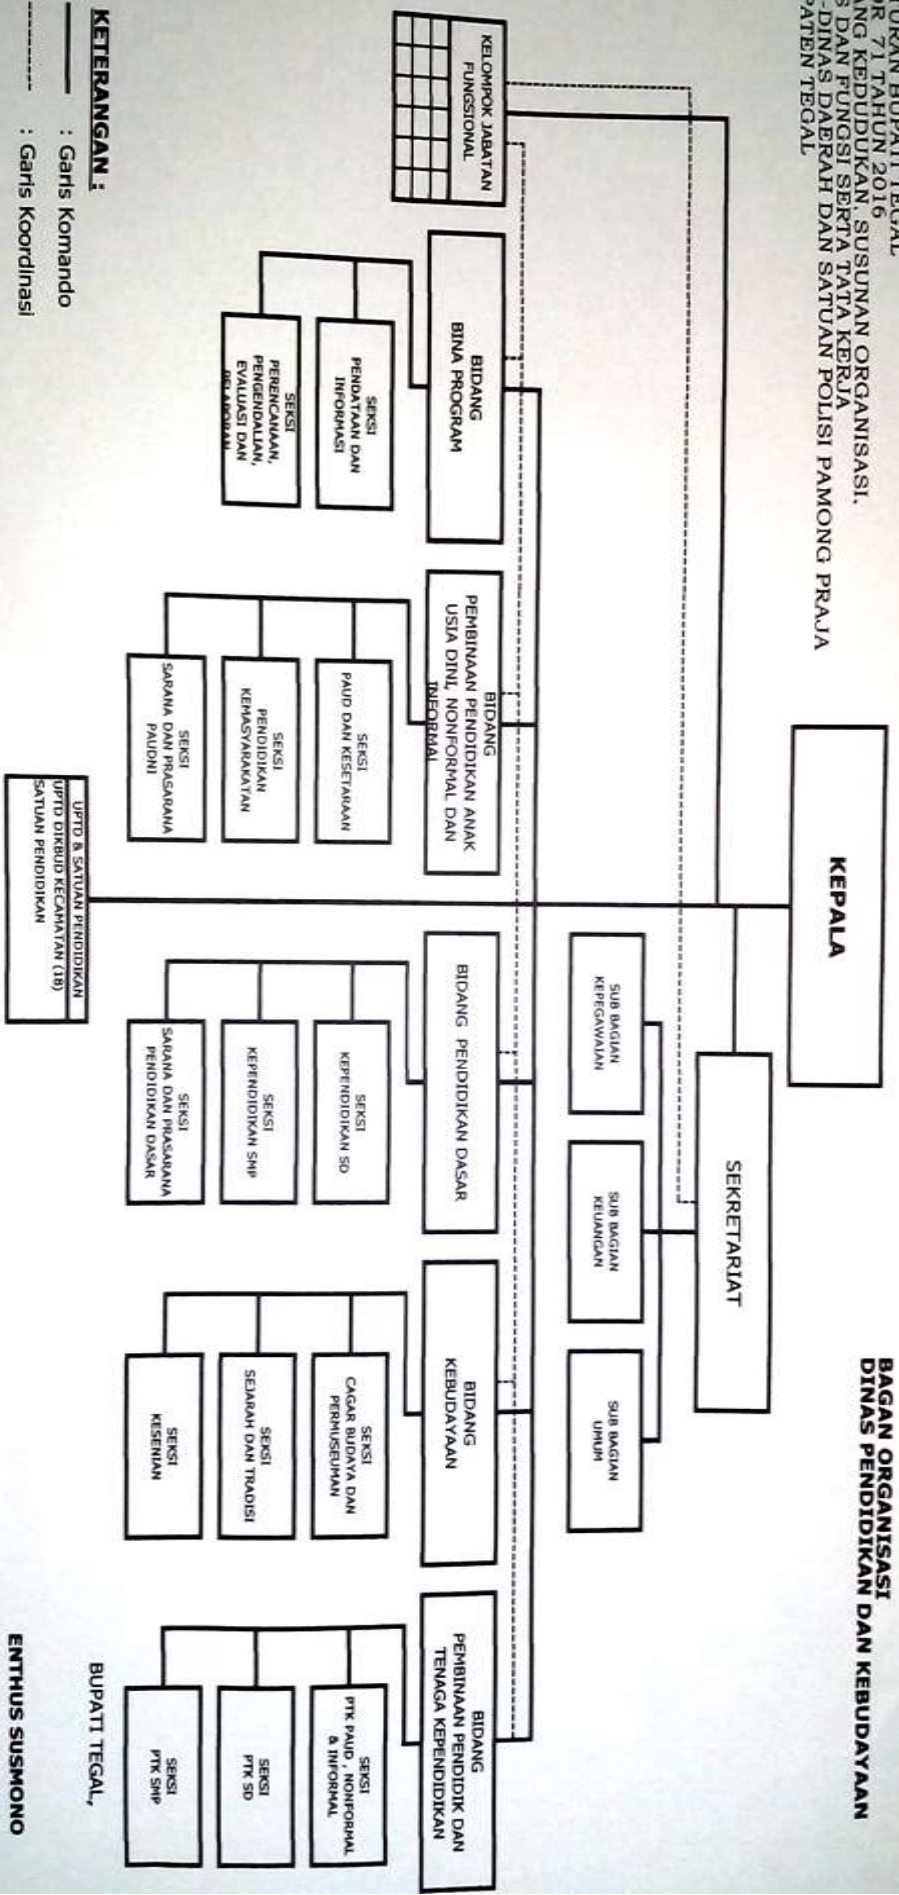 BUPATI TEGAL
71 TAHUN 2016
KEDUDUKAN, SUSUNAN ORGANISASI,
DAN FUNGSI SERTA TATA KERJA
-DINAS DAERAH DAN SATUAN POLISI PAMONG PRAJA
TEGAL
BAGAN ORGANISASI
DINAS PENDIDIKAN DAN KEBUDAYAAN
KEPALA
SEKRETARIAT
SUB BAGIAN
KEPEGAWAIAN
SUB BAGIAN
KEUANGAN
SUB BAGIAN
UMUM
KELOMPOK JABATAN
FUNGSIONAL
BIDANG
BINA PROGRAM
SEKSI
PENDATAAN DAN
INFORMASI
SEKSI
PERENCANAAN,
PENGENDALIAN,
EVALUASI DAN
PELAPORAN
BIDANG
PEMBINAAN PENDIDIKAN ANAK
USIA DINI, NONFORMAL DAN
INFORMAL
SEKSI
PAUD DAN KESETARAAN
SEKSI
PENDIDIKAN
KEMASYARAKATAN
SEKSI
SARANA DAN PRASARANA
PAUDNI
BIDANG PENDIDIKAN DASAR
SEKSI
KEPENDIDIKAN SD
SEKSI
KEPENDIDIKAN SMP
SEKSI
SARANA DAN PRASARANA
PENDIDIKAN DASAR
BIDANG
KEBUDAYAAN
SEKSI
CAGAR BUDAYA DAN
PERMUSEUMAN
SEKSI
SEJARAH DAN TRADISI
SEKSI
KESENIAN
BIDANG
PEMBINAAN PENDIDIK DAN
TENAGA KEPENDIDIKAN
SEKSI
PTK PAUD , NONFORMAL
& INFORMAL
SEKSI
PTK SD
SEKSI
PTK SMP
UPTD & SATUAN PENDIDIKAN
UPTD DIKBUD KECAMATAN (18)
SATUAN PENDIDIKAN
KETERANGAN :
: Garis Komando
: Garis Koordinasi
BUPATI TEGAL,
ENTHUS SUSMONO